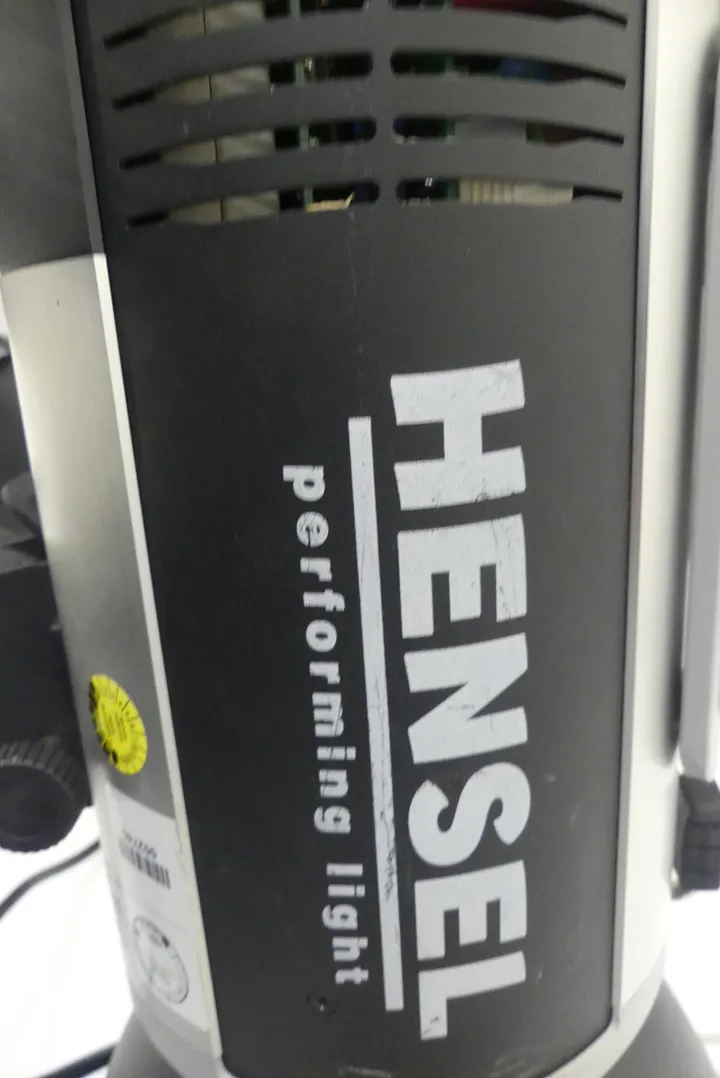 HENSEL
performing light